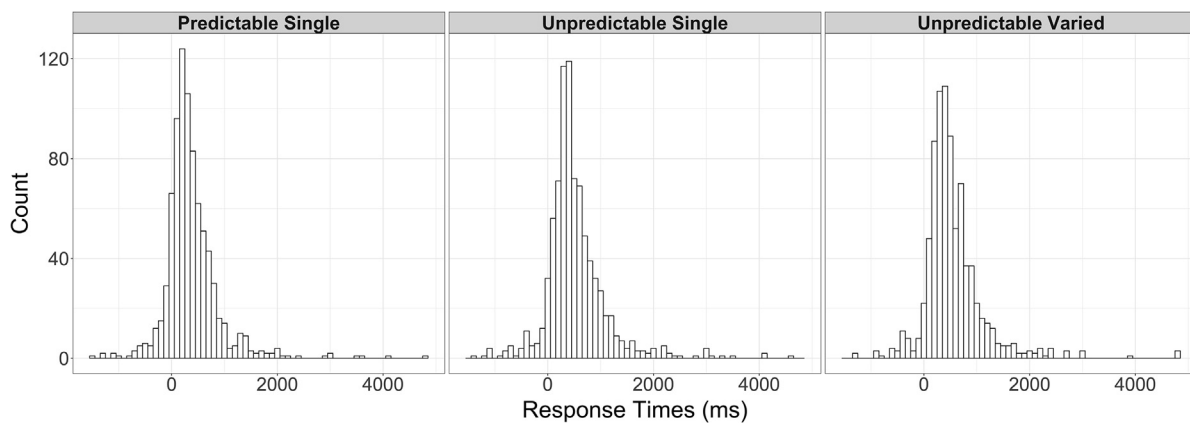 Predictable Single
Unpredictable Single
Unpredictable Varied
Count
120
80
40
0
0 2000 4000
0 2000 4000
0 2000 4000
Response Times (ms)